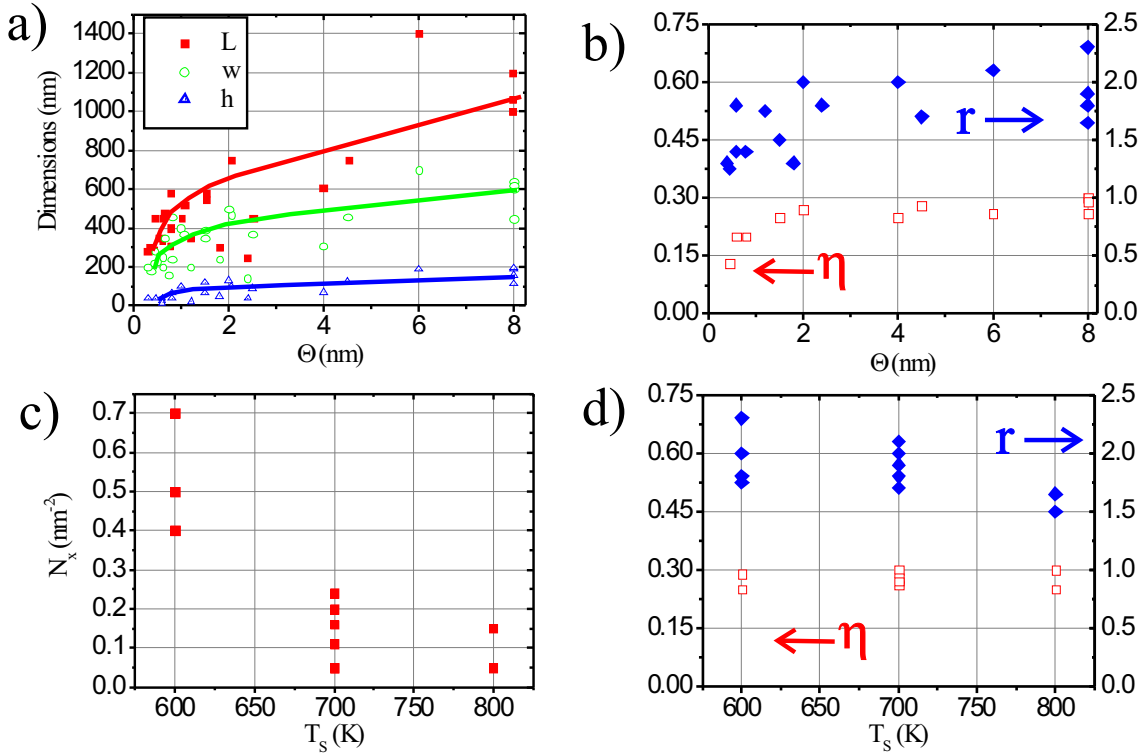 a)
L
w
h
1400
1200
1000
800
600
400
200
0
Dimensions (nm)
0 2 4 6 8
Θ (nm)
b)
0.75
0.60
0.45
0.30
0.15
0.00
2.5
2.0
1.5
1.0
0.5
0.0
r
η
0 2 4 6 8
Θ (nm)
c)
0.7
0.6
0.5
0.4
0.3
0.2
0.1
0.0
Nx (nm-2)
600 650 700 750 800
TS (K)
d)
0.75
0.60
0.45
0.30
0.15
0.00
2.5
2.0
1.5
1.0
0.5
0.0
r
η
600 650 700 750 800
TS (K)